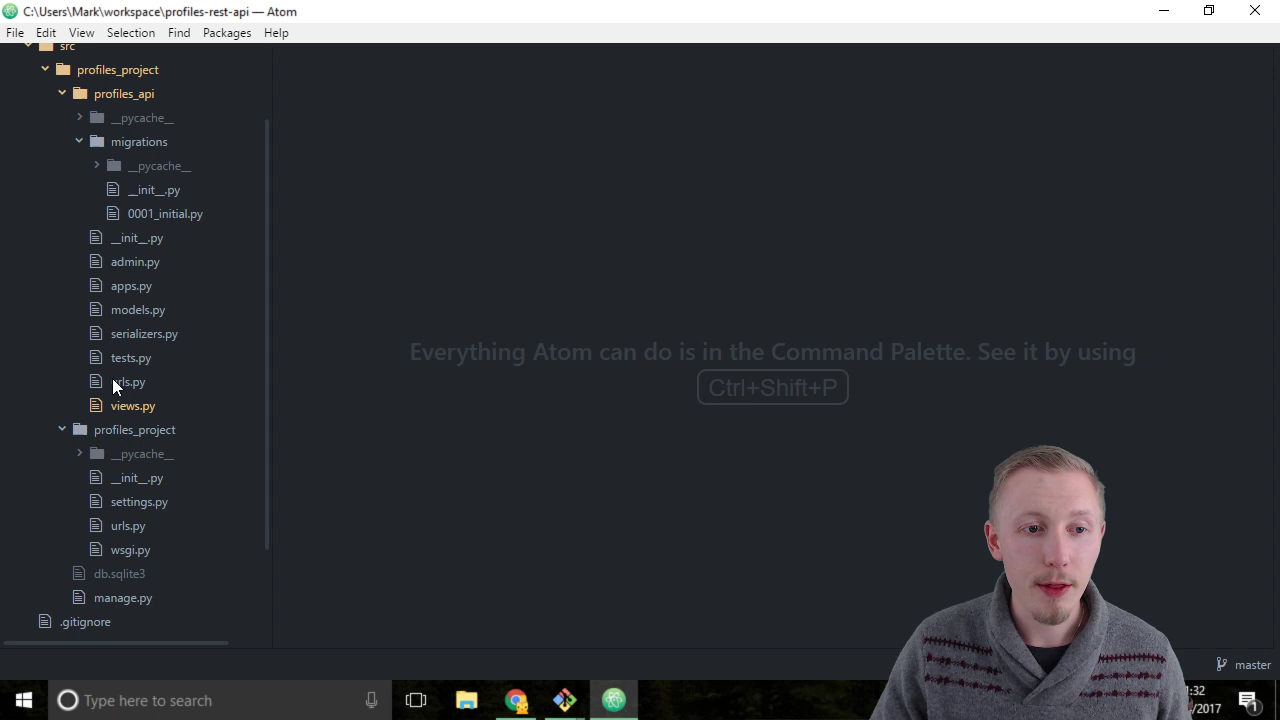 C:\Users\Mark\workspace\profiles-rest-api — Atom
File Edit View Selection Find Packages Help
src
profiles_project
profiles_api
__pycache__
migrations
__pycache__
__init__.py
0001_initial.py
__init__.py
admin.py
apps.py
models.py
serializers.py
tests.py
urls.py
views.py
profiles_project
__pycache__
__init__.py
settings.py
urls.py
wsgi.py
db.sqlite3
manage.py
.gitignore
Everything Atom can do is in the Command Palette. See it by using
Ctrl+Shift+P
master
Type here to search
:32
/2017
1